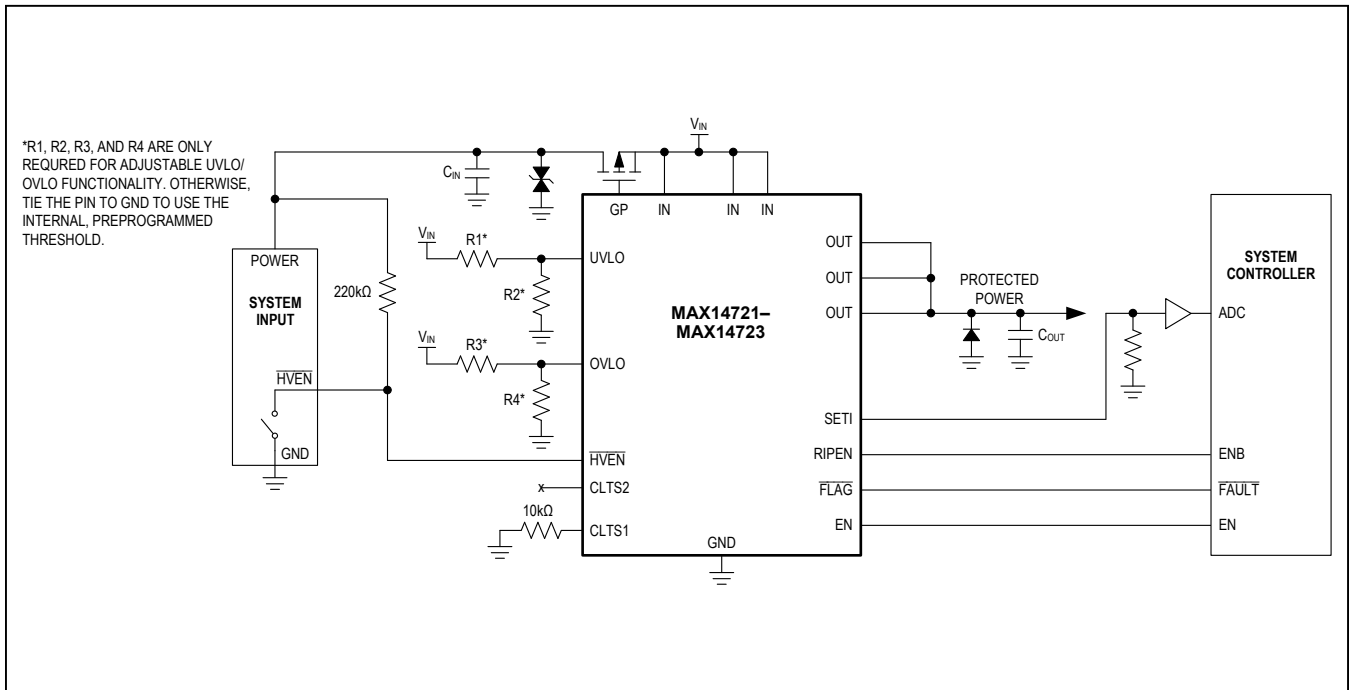 *R1, R2, R3, AND R4 ARE ONLY
REQURED FOR ADJUSTABLE UVLO/
OVLO FUNCTIONALITY. OTHERWISE,
TIE THE PIN TO GND TO USE THE
INTERNAL, PREPROGRAMMED
THRESHOLD.
POWER
SYSTEM
INPUT
HVEN
GND
220kΩ
CIN
VIN
GP
IN
IN
IN
VIN
R1*
UVLO
R2*
VIN
R3*
OVLO
R4*
HVEN
CLTS2
x
10kΩ
CLTS1
MAX14721–
MAX14723
GND
OUT
OUT
OUT
SETI
RIPEN
FLAG
EN
PROTECTED
POWER
COUT
SYSTEM
CONTROLLER
ADC
ENB
FAULT
EN